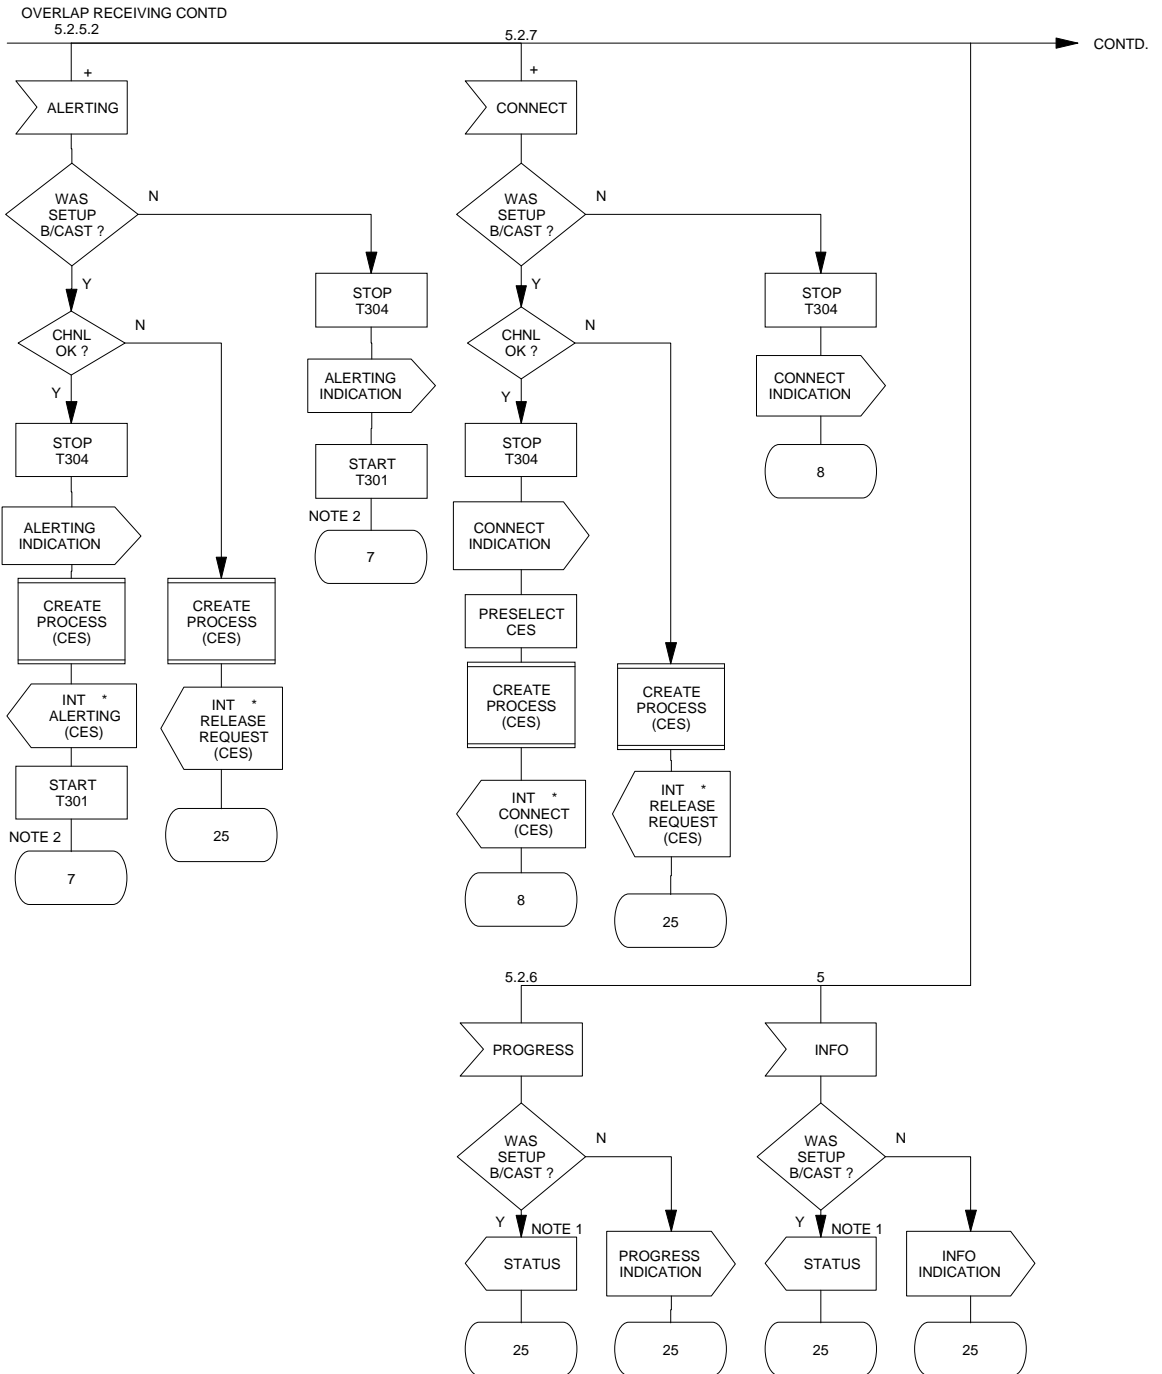 OVERLAP RECEIVING CONTD
5.2.5.2
5.2.7
CONTD.
+
ALERTING
WAS
SETUP
B/CAST ?
N
Y
CHNL
OK ?
N
Y
STOP
T304
ALERTING
INDICATION
CREATE
PROCESS
(CES)
INT *
ALERTING
(CES)
START
T301
NOTE 2
7
CREATE
PROCESS
(CES)
INT *
RELEASE
REQUEST
(CES)
25
STOP
T304
ALERTING
INDICATION
START
T301
NOTE 2
7
+
CONNECT
WAS
SETUP
B/CAST ?
N
Y
CHNL
OK ?
N
Y
STOP
T304
CONNECT
INDICATION
PRESELECT
CES
CREATE
PROCESS
(CES)
INT *
CONNECT
(CES)
8
CREATE
PROCESS
(CES)
INT *
RELEASE
REQUEST
(CES)
25
STOP
T304
CONNECT
INDICATION
8
5.2.6
PROGRESS
WAS
SETUP
B/CAST ?
N
Y
NOTE 1
STATUS
25
PROGRESS
INDICATION
25
5
INFO
WAS
SETUP
B/CAST ?
N
Y
NOTE 1
STATUS
25
INFO
INDICATION
25